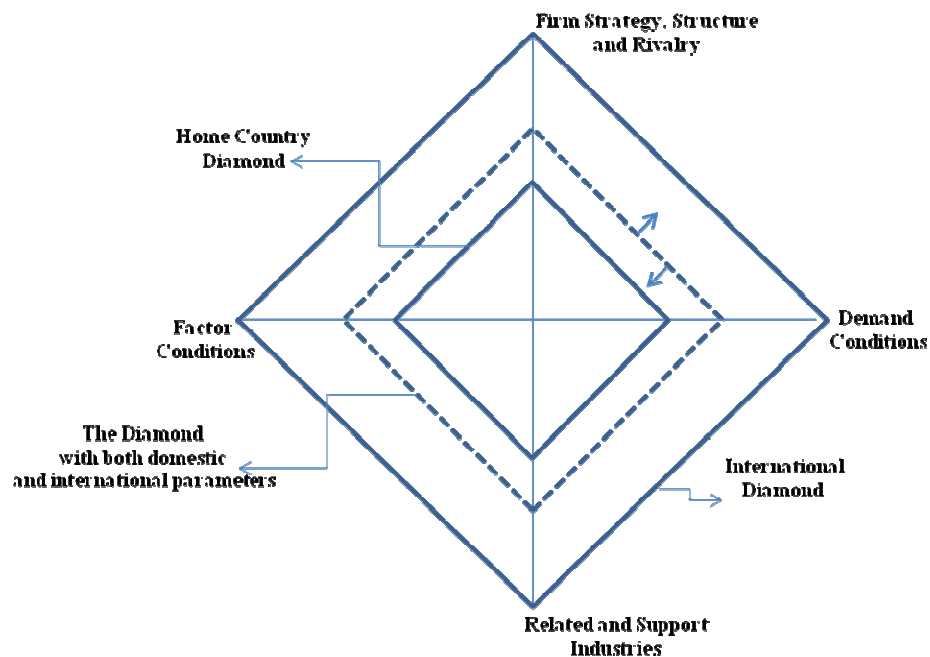 Firm Strategy, Structure
and Rivalry
Home Country
Diamond
Factor
Conditions
Demand
Conditions
The Diamond
with both domestic
and international parameters
International
Diamond
Related and Support
Industries